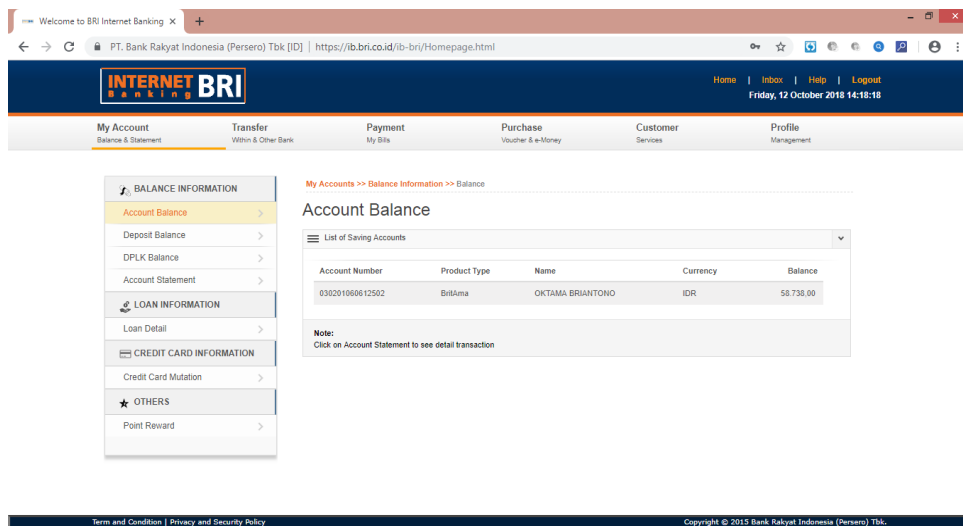 Welcome to BRI Internet Banking
PT. Bank Rakyat Indonesia (Persero) Tbk [ID] | https://ib.bri.co.id/ib-bri/Homepage.html
INTERNET Banking BRI
Home | Inbox | Help | Logout
Friday, 12 October 2018 14:18:18
My Account Transfer Payment Purchase Customer Profile
Balance & Statement Within & Other Bank My Bills Voucher & e-Money Services Management
BALANCE INFORMATION
Account Balance
Deposit Balance
DPLK Balance
Account Statement
LOAN INFORMATION
Loan Detail
CREDIT CARD INFORMATION
Credit Card Mutation
OTHERS
Point Reward
My Accounts >> Balance Information >> Balance
Account Balance
List of Saving Accounts
Account Number Product Type Name Currency Balance
030201060612502 BritAma OKTAMA BRIANTONO IDR 58.738,00
Note:
Click on Account Statement to see detail transaction
Term and Condition | Privacy and Security Policy
Copyright © 2015 Bank Rakyat Indonesia (Persero) Tbk.